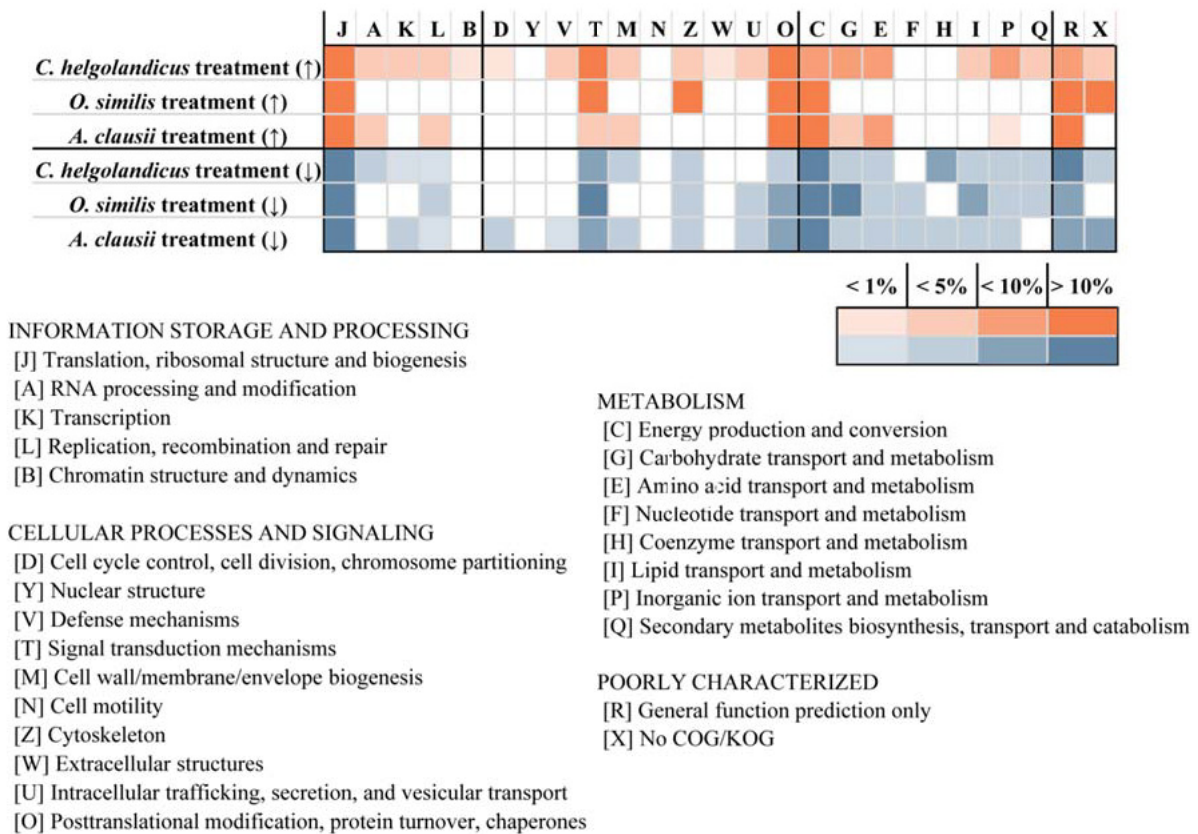 J A K L B D Y V T M N Z W U O C G E F H I P Q R X
C. helgolandicus treatment (↑)
O. similis treatment (↑)
A. clausii treatment (↑)
C. helgolandicus treatment (↓)
O. similis treatment (↓)
A. clausii treatment (↓)
< 1% < 5% < 10% > 10%
INFORMATION STORAGE AND PROCESSING
[J] Translation, ribosomal structure and biogenesis
[A] RNA processing and modification
[K] Transcription
[L] Replication, recombination and repair
[B] Chromatin structure and dynamics
CELLULAR PROCESSES AND SIGNALING
[D] Cell cycle control, cell division, chromosome partitioning
[Y] Nuclear structure
[V] Defense mechanisms
[T] Signal transduction mechanisms
[M] Cell wall/membrane/envelope biogenesis
[N] Cell motility
[Z] Cytoskeleton
[W] Extracellular structures
[U] Intracellular trafficking, secretion, and vesicular transport
[O] Posttranslational modification, protein turnover, chaperones
METABOLISM
[C] Energy production and conversion
[G] Carbohydrate transport and metabolism
[E] Amino acid transport and metabolism
[F] Nucleotide transport and metabolism
[H] Coenzyme transport and metabolism
[I] Lipid transport and metabolism
[P] Inorganic ion transport and metabolism
[Q] Secondary metabolites biosynthesis, transport and catabolism
POORLY CHARACTERIZED
[R] General function prediction only
[X] No COG/KOG